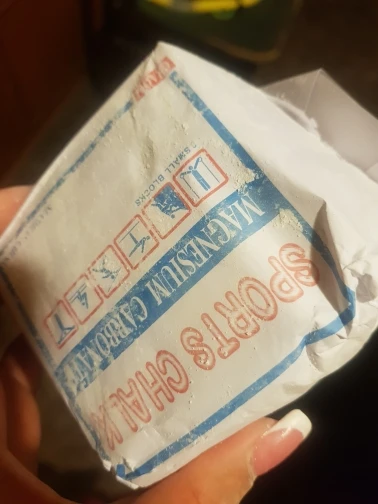 SPORTS CHALK
MAGNESIUM CARBONATE
SMALL BLOCKS